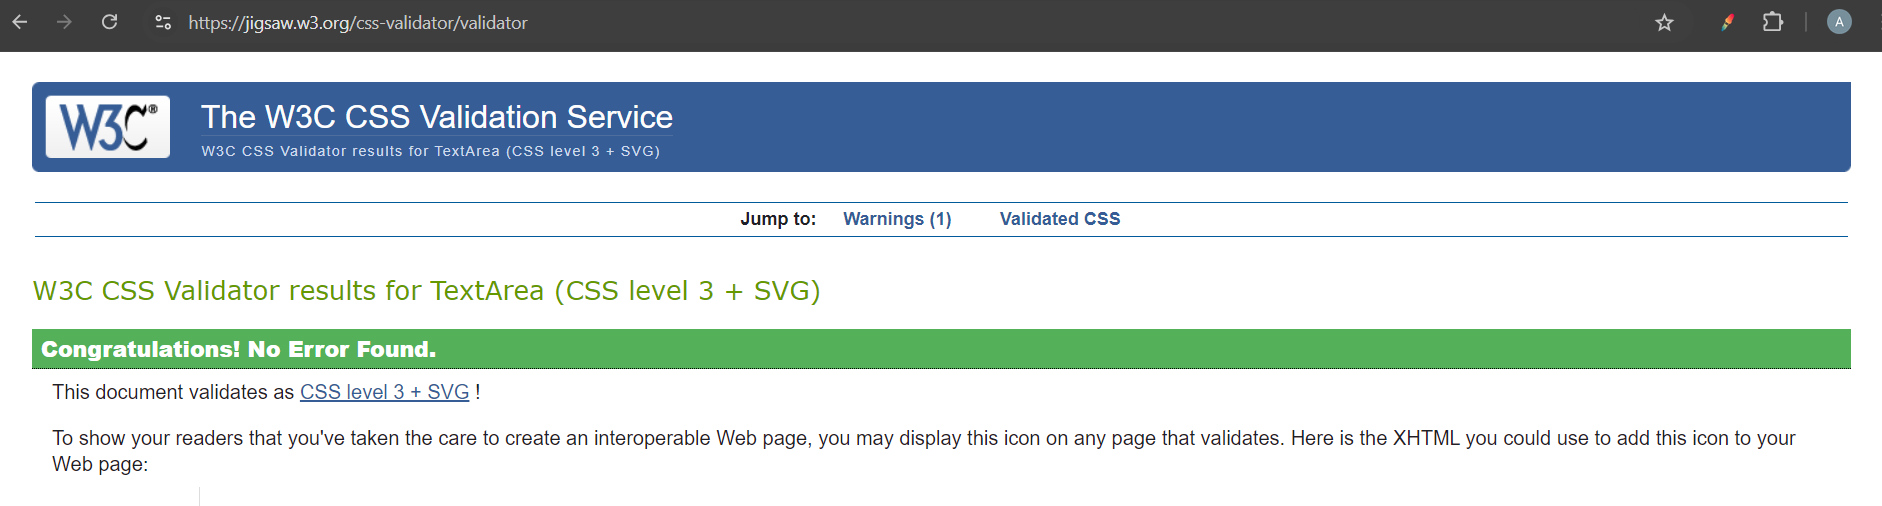 https://jigsaw.w3.org/css-validator/validator
A
W3C®
The W3C CSS Validation Service
W3C CSS Validator results for TextArea (CSS level 3 + SVG)
Jump to: Warnings (1) Validated CSS
W3C CSS Validator results for TextArea (CSS level 3 + SVG)
Congratulations! No Error Found.
This document validates as CSS level 3 + SVG !
To show your readers that you've taken the care to create an interoperable Web page, you may display this icon on any page that validates. Here is the XHTML you could use to add this icon to your
Web page: